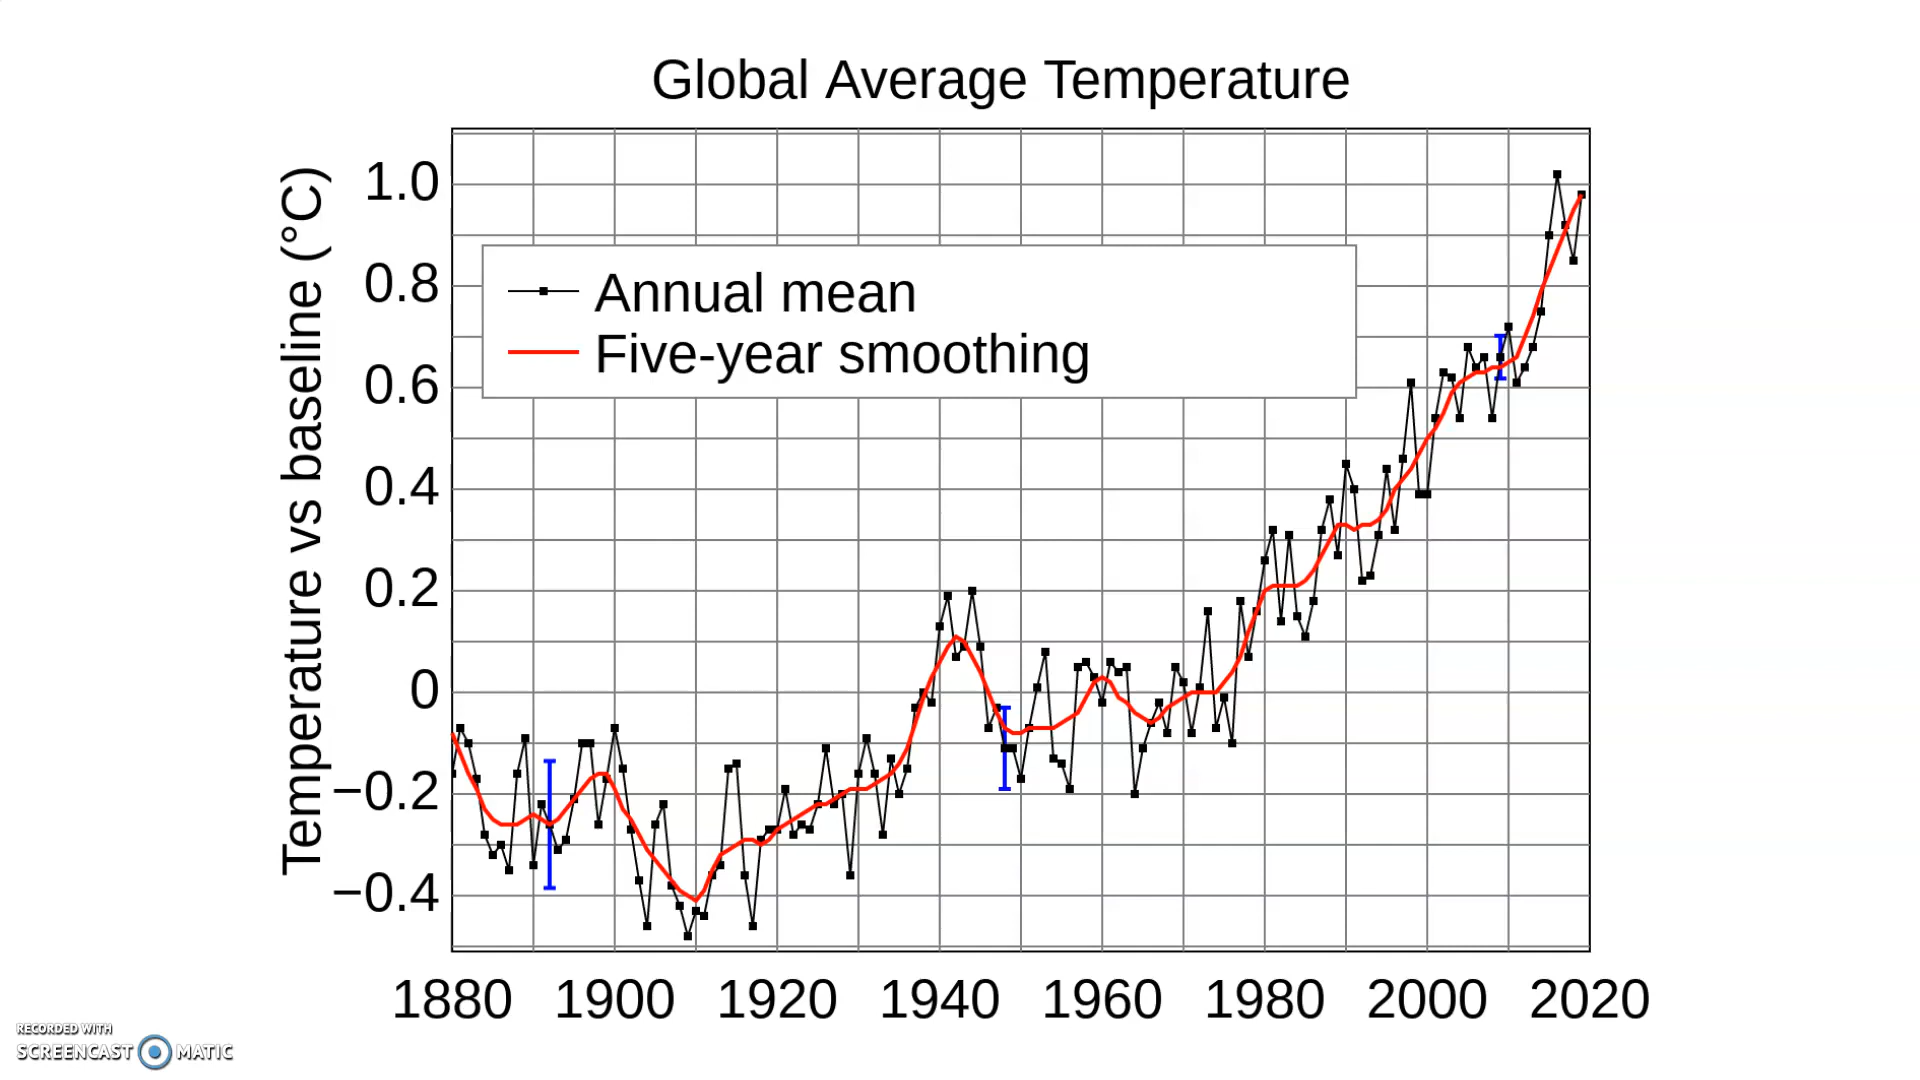 Global Average Temperature
Temperature vs baseline (°C)
1.0
0.8
0.6
0.4
0.2
0
−0.2
−0.4
Annual mean
Five-year smoothing
1880 1900 1920 1940 1960 1980 2000 2020
RECORDED WITH
SCREENCAST MATIC